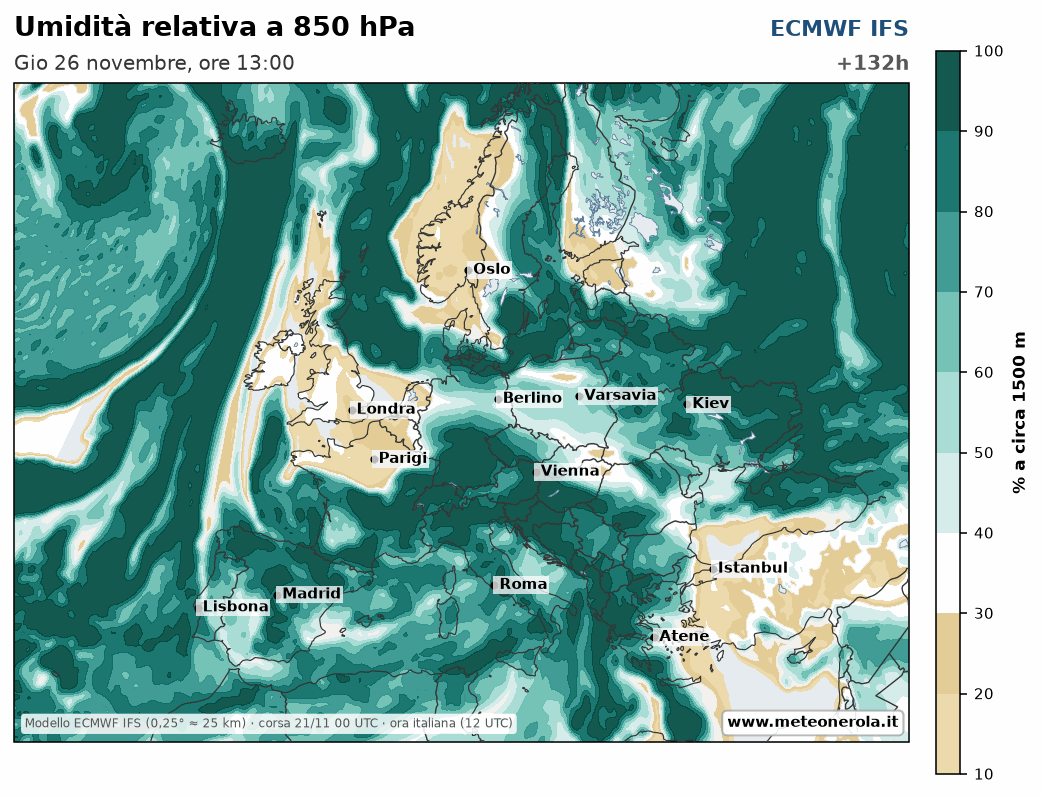 Umidità relativa a 850 hPa
ECMWF IFS
Gio 26 novembre, ore 13:00
+132h
100
90
80
70
60
50
40
30
20
10
% a circa 1500 m
Oslo
Berlino
Varsavia
Kiev
Londra
Parigi
Vienna
Istanbul
Roma
Madrid
Lisbona
Atene
Modello ECMWF IFS (0,25° ≈ 25 km) · corsa 21/11 00 UTC · ora italiana (12 UTC)
www.meteonerola.it